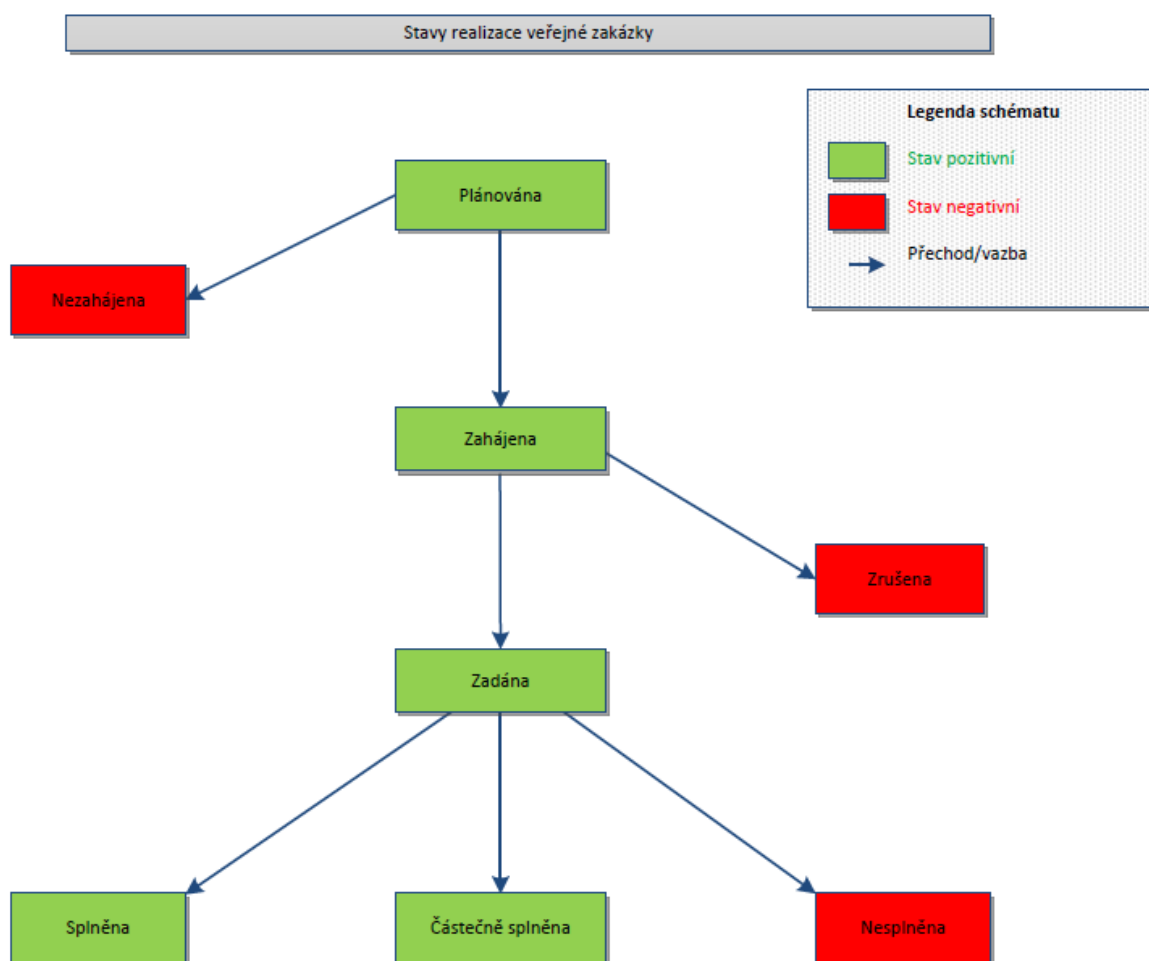 Stavy realizace veřejné zakázky
Legenda schématu
Stav pozitivní
Stav negativní
Přechod/vazba
Plánována
Nezahájena
Zahájena
Zrušena
Zadána
Splněna
Částečně splněna
Nesplněna